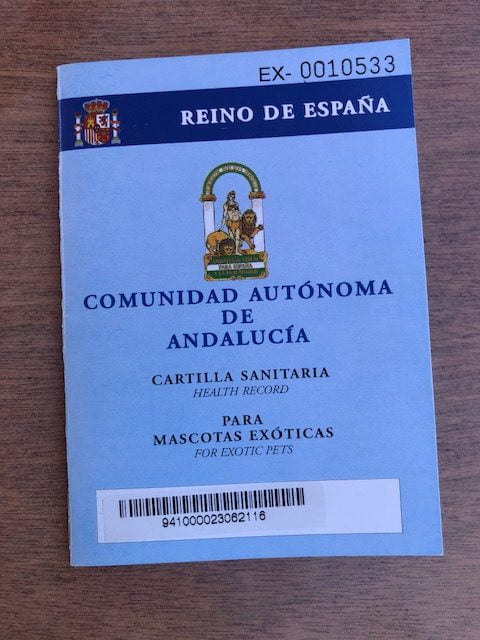 EX- 0010533
REINO DE ESPAÑA
COMUNIDAD AUTÓNOMA
DE
ANDALUCÍA
CARTILLA SANITARIA
HEALTH RECORD
PARA
MASCOTAS EXÓTICAS
FOR EXOTIC PETS
941000023062116